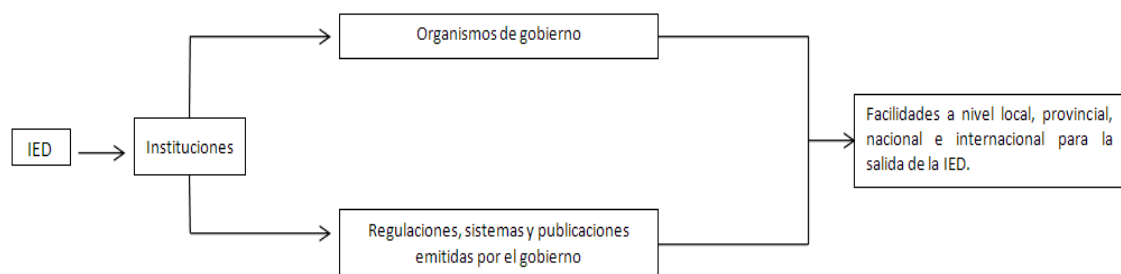 Organismos de gobierno
IED
Instituciones
Facilidades a nivel local, provincial,
nacional e internacional para la
salida de la IED.
Regulaciones, sistemas y publicaciones
emitidas por el gobierno